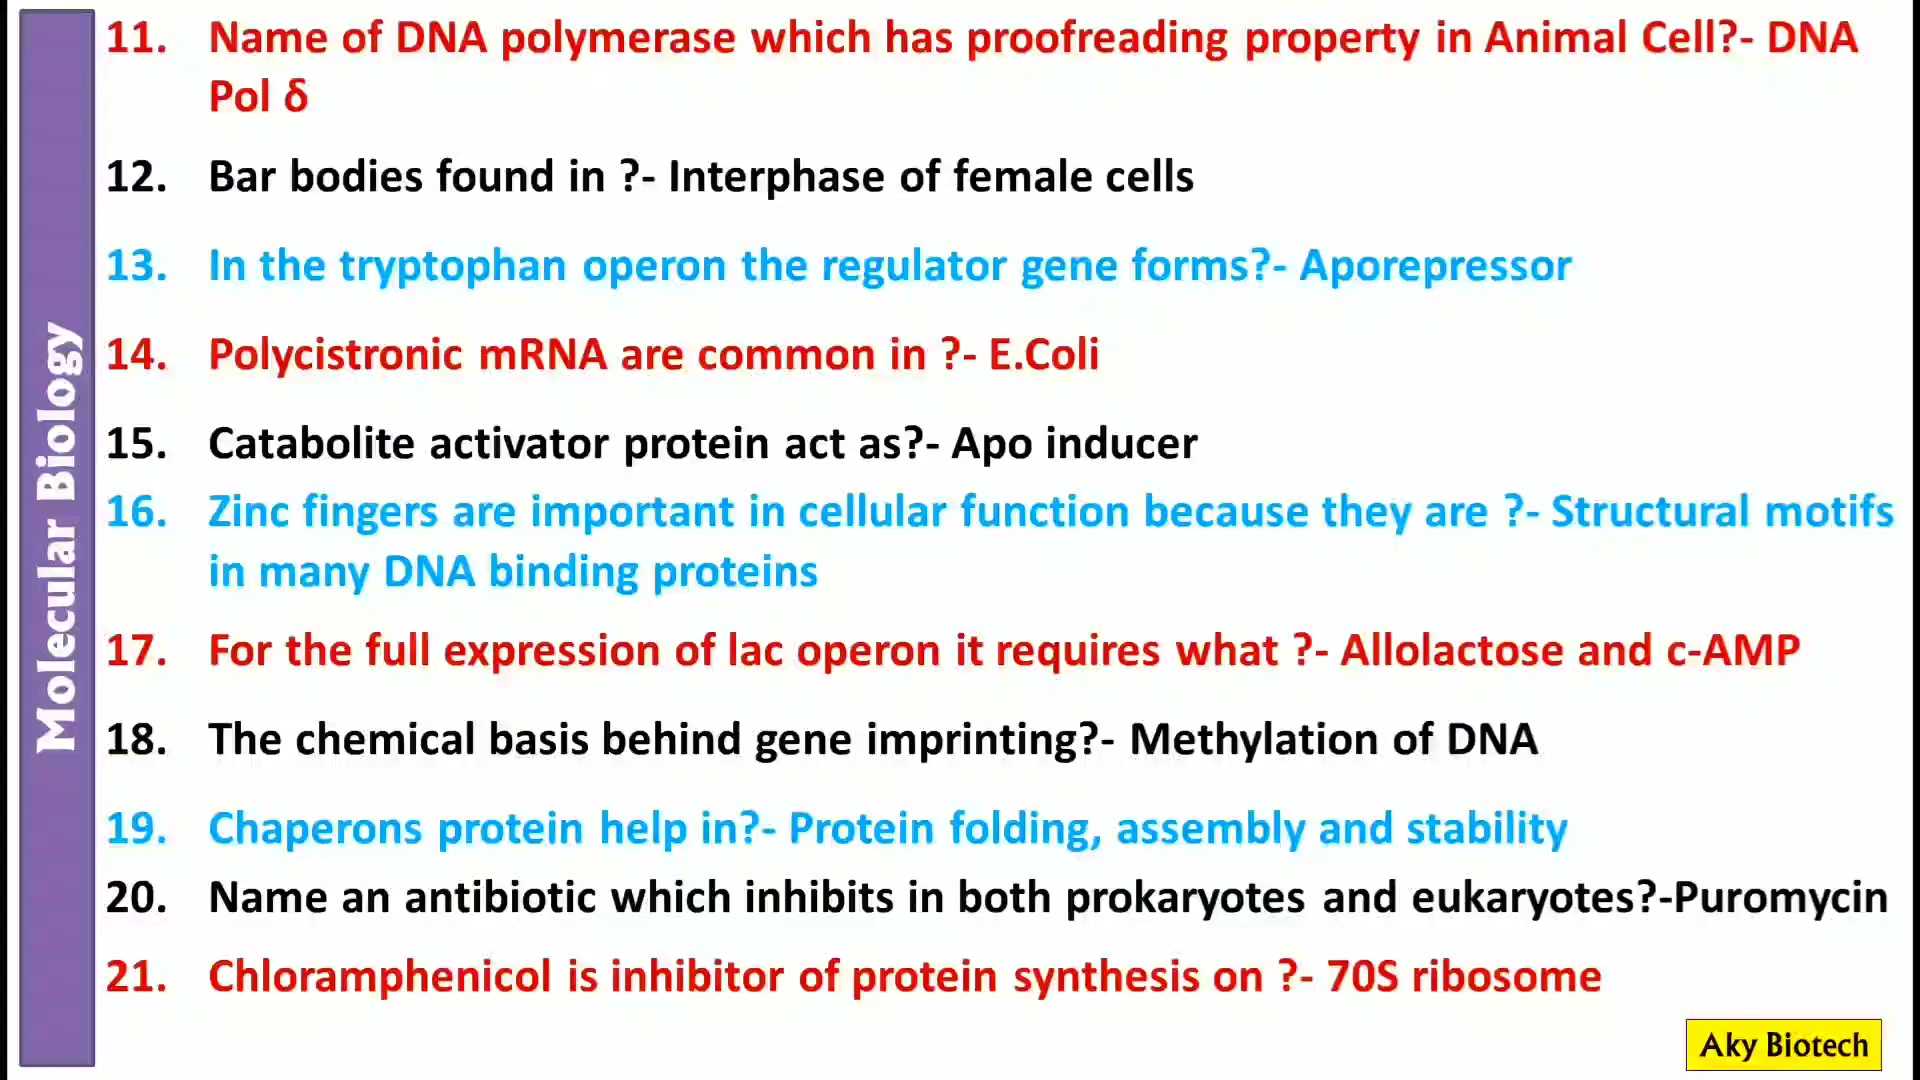 Molecular Biology
11. Name of DNA polymerase which has proofreading property in Animal Cell?- DNA
Pol δ
12. Bar bodies found in ?- Interphase of female cells
13. In the tryptophan operon the regulator gene forms?- Aporepressor
14. Polycistronic mRNA are common in ?- E.Coli
15. Catabolite activator protein act as?- Apo inducer
16. Zinc fingers are important in cellular function because they are ?- Structural motifs
in many DNA binding proteins
17. For the full expression of lac operon it requires what ?- Allolactose and c-AMP
18. The chemical basis behind gene imprinting?- Methylation of DNA
19. Chaperons protein help in?- Protein folding, assembly and stability
20. Name an antibiotic which inhibits in both prokaryotes and eukaryotes?-Puromycin
21. Chloramphenicol is inhibitor of protein synthesis on ?- 70S ribosome
Aky Biotech